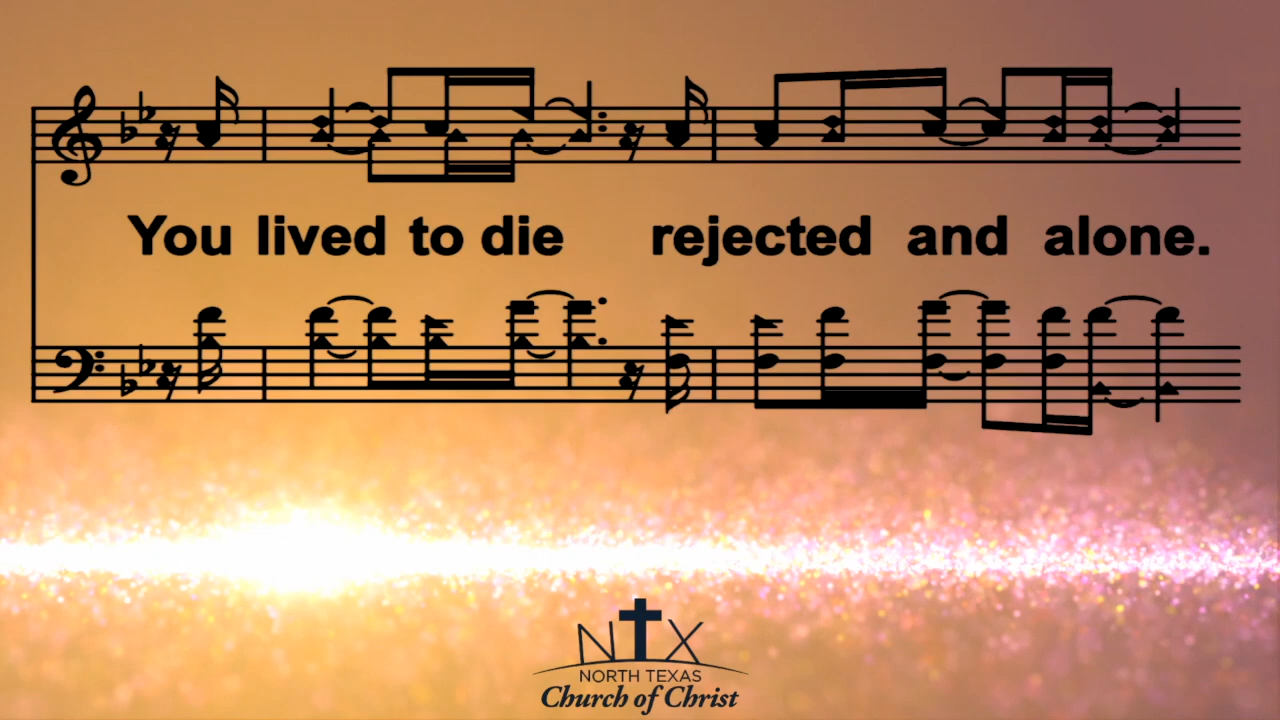 You lived to die rejected and alone.
NTX
NORTH TEXAS
Church of Christ